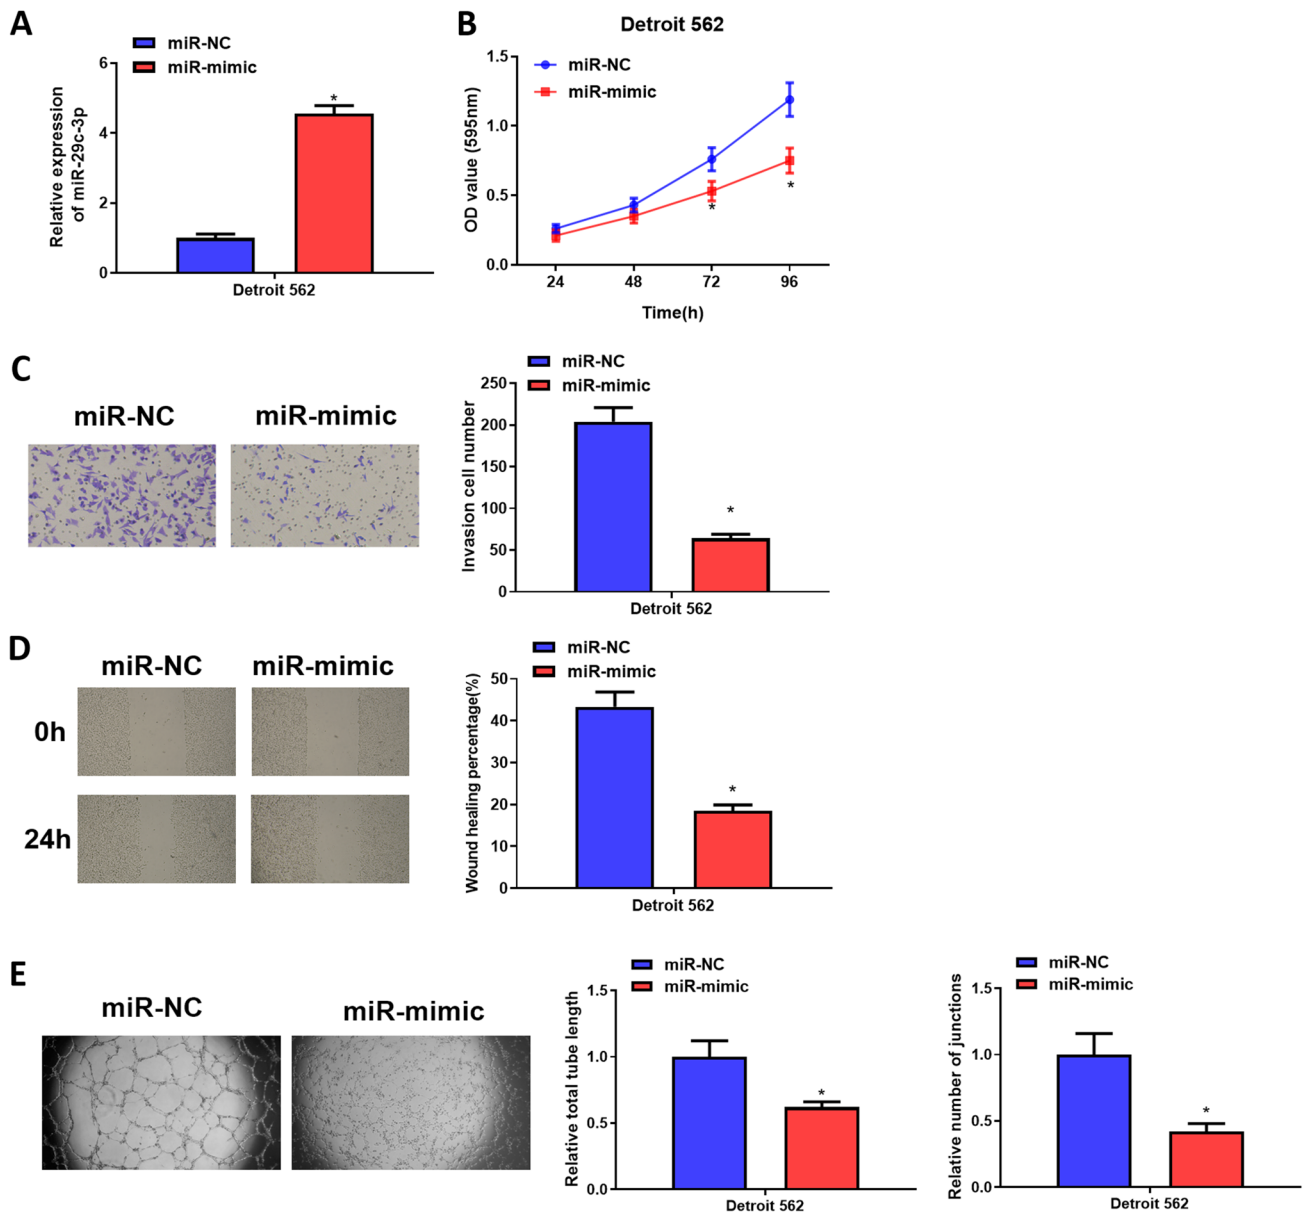 A
miR-NC
miR-mimic
Relative expression
of miR-29c-3p
6
4
2
0
*
Detroit 562
B
Detroit 562
miR-NC
miR-mimic
OD value (595nm)
1.5
1.0
0.5
0.0
*
*
24 48 72 96
Time(h)
C
miR-NC miR-mimic
miR-NC
miR-mimic
Invasion cell number
250
200
150
100
50
0
*
Detroit 562
D
miR-NC miR-mimic
0h
24h
miR-NC
miR-mimic
Wound healing percentage(%)
50
40
30
20
10
0
*
Detroit 562
E
miR-NC miR-mimic
miR-NC
miR-mimic
Relative total tube length
1.5
1.0
0.5
0.0
*
Detroit 562
miR-NC
miR-mimic
Relative number of junctions
1.5
1.0
0.5
0.0
*
Detroit 562